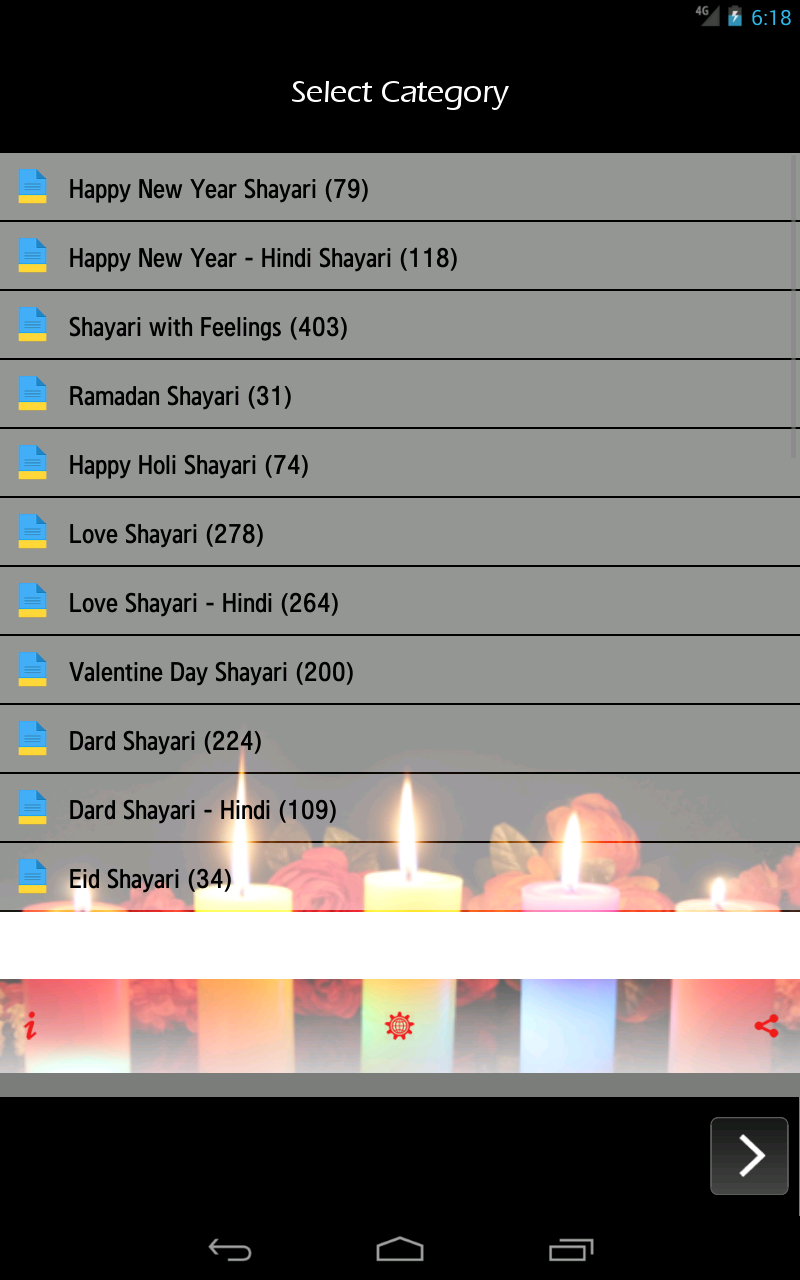 4G 6:18
Select Category
Happy New Year Shayari (79)
Happy New Year - Hindi Shayari (118)
Shayari with Feelings (403)
Ramadan Shayari (31)
Happy Holi Shayari (74)
Love Shayari (278)
Love Shayari - Hindi (264)
Valentine Day Shayari (200)
Dard Shayari (224)
Dard Shayari - Hindi (109)
Eid Shayari (34)